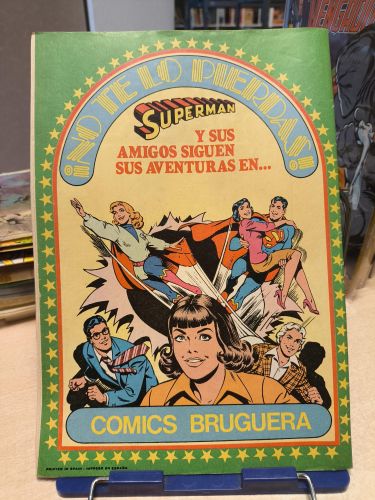 ¡NO TE LO PIERDAS!
SUPERMAN
Y SUS
AMIGOS SIGUEN
SUS AVENTURAS EN...
COMICS BRUGUERA
PRINTED IN SPAIN - IMPRESO EN ESPAÑA